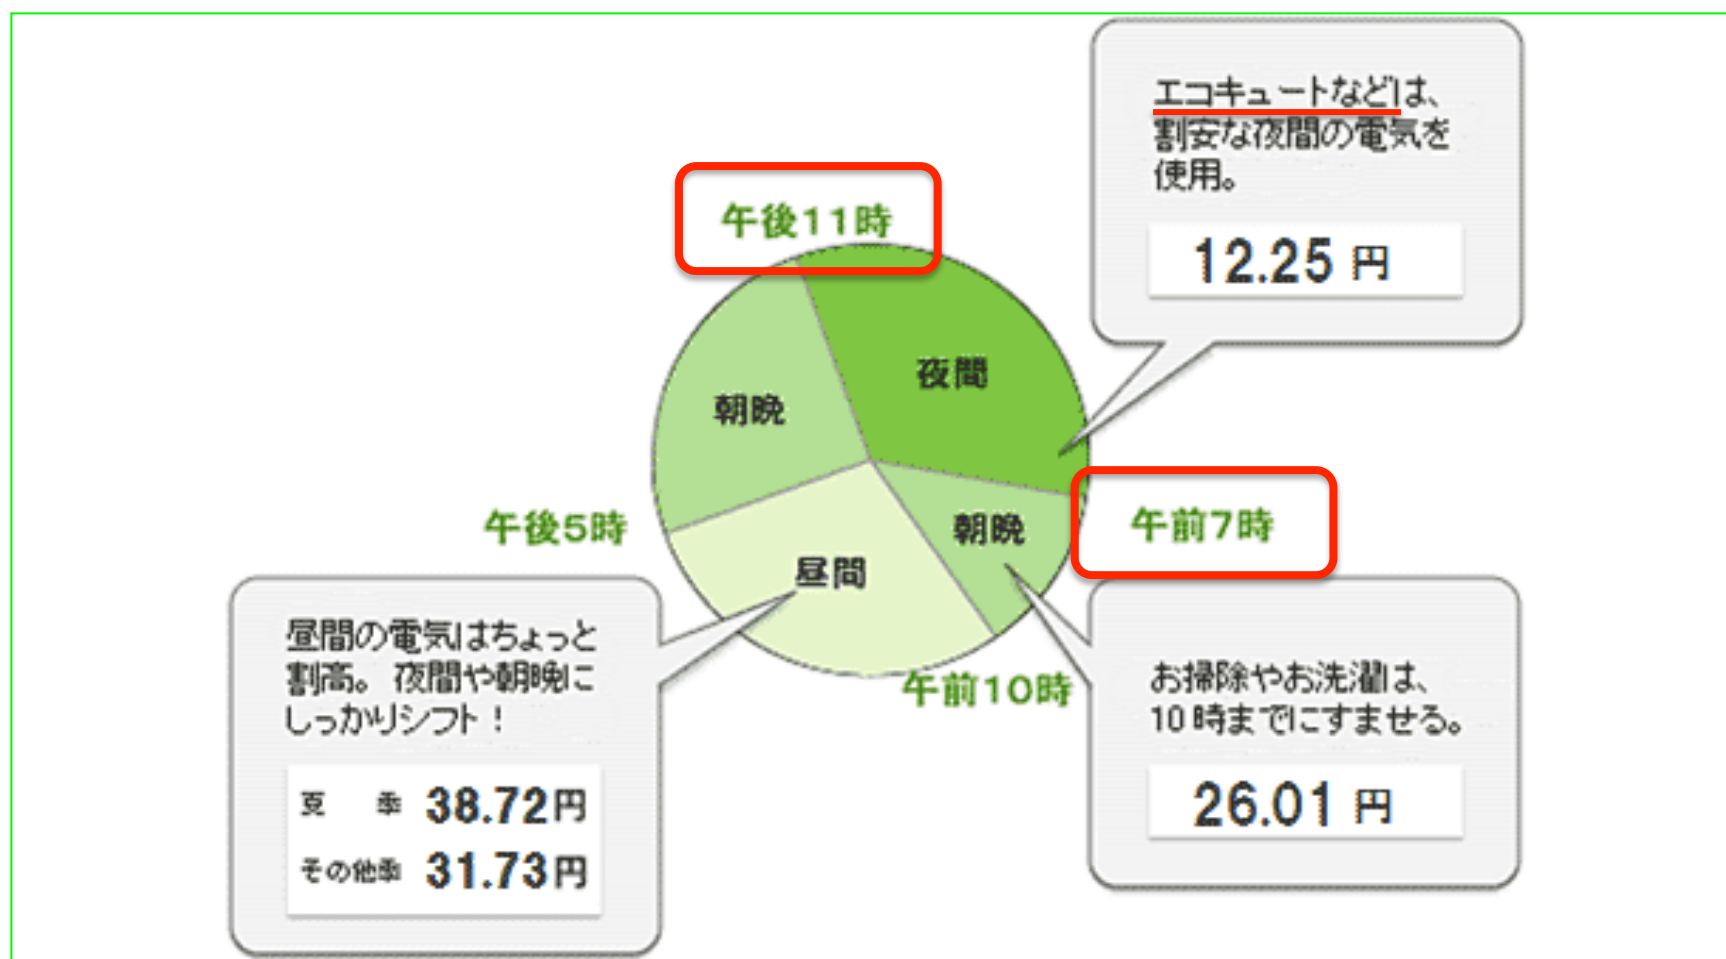 エコキュートなどは、
割安な夜間の電気を
使用。
12.25 円
午後11時
夜間
朝晩
午後5時
午前7時
朝晩
昼間
午前10時
昼間の電気はちょっと
割高。夜間や朝晩に
しっかりシフト！
夏　季 38.72円
その他季 31.73円
お掃除やお洗濯は、
10時までにすませる。
26.01 円